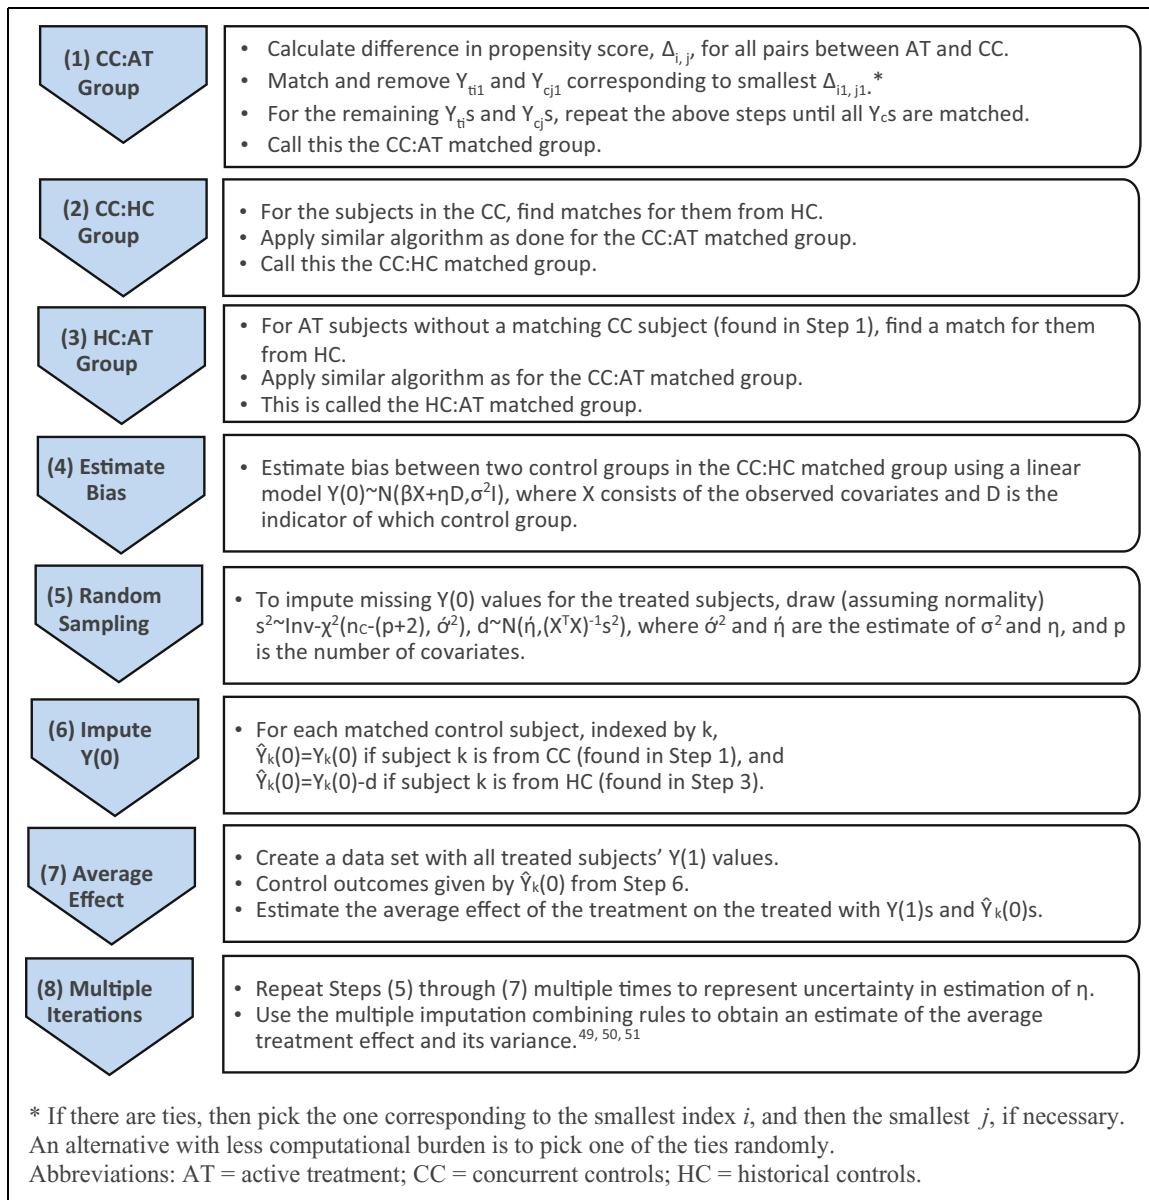 (1) CC:AT
Group
• Calculate difference in propensity score, Δi, j, for all pairs between AT and CC.
• Match and remove Yti1 and Ycj1 corresponding to smallest Δi1, j1.*
• For the remaining Ytis and Ycjs, repeat the above steps until all Ycs are matched.
• Call this the CC:AT matched group.
(2) CC:HC
Group
• For the subjects in the CC, find matches for them from HC.
• Apply similar algorithm as done for the CC:AT matched group.
• Call this the CC:HC matched group.
(3) HC:AT
Group
• For AT subjects without a matching CC subject (found in Step 1), find a match for them
from HC.
• Apply similar algorithm as for the CC:AT matched group.
• This is called the HC:AT matched group.
(4) Estimate
Bias
• Estimate bias between two control groups in the CC:HC matched group using a linear
model Y(0)~N(βX+ηD,σ²I), where X consists of the observed covariates and D is the
indicator of which control group.
(5) Random
Sampling
• To impute missing Y(0) values for the treated subjects, draw (assuming normality)
s²~Inv-χ²(nC-(p+2), σ́²), d~N(ή,(XᵀX)⁻¹s²), where σ́² and ή are the estimate of σ² and η, and p
is the number of covariates.
(6) Impute
Y(0)
• For each matched control subject, indexed by k,
Ŷk(0)=Yk(0) if subject k is from CC (found in Step 1), and
Ŷk(0)=Yk(0)-d if subject k is from HC (found in Step 3).
(7) Average
Effect
• Create a data set with all treated subjects’ Y(1) values.
• Control outcomes given by Ŷk(0) from Step 6.
• Estimate the average effect of the treatment on the treated with Y(1)s and Ŷk(0)s.
(8) Multiple
Iterations
• Repeat Steps (5) through (7) multiple times to represent uncertainty in estimation of η.
• Use the multiple imputation combining rules to obtain an estimate of the average
treatment effect and its variance.49, 50, 51
* If there are ties, then pick the one corresponding to the smallest index i, and then the smallest j, if necessary.
An alternative with less computational burden is to pick one of the ties randomly.
Abbreviations: AT = active treatment; CC = concurrent controls; HC = historical controls.